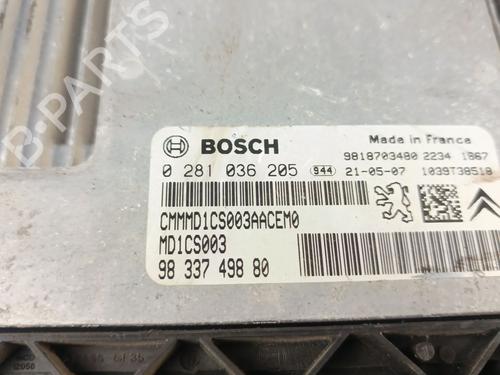 BOSCH
Made in France
0 281 036 205 944
9818703480 2234 1867
21-05-07 1039T38518
CMMMD1CS003AACEM0
MD1CS003
98 337 498 80
B-PARTS